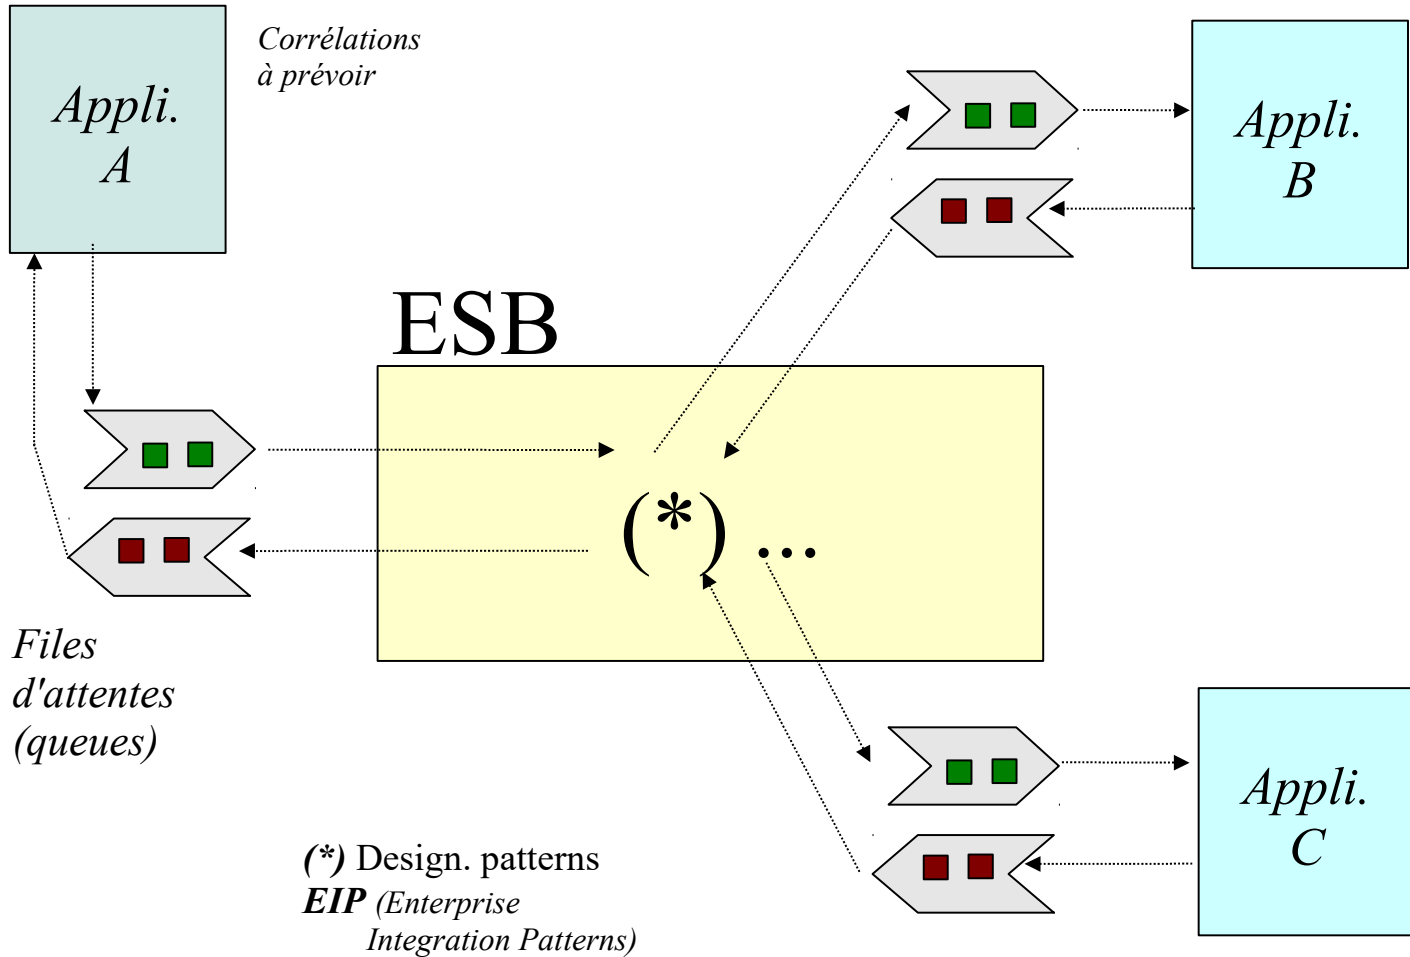 Appli.
A
Corrélations
à prévoir
Appli.
B
ESB
(*) ...
Files
d'attentes
(queues)
Appli.
C
(*) Design. patterns
EIP (Enterprise
Integration Patterns)